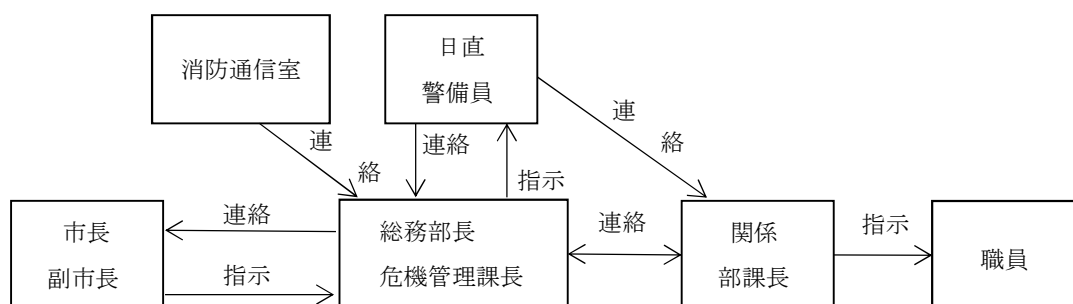 消防通信室
日直
警備員
連
絡
連絡
指示
連
絡
市長
副市長
連絡
指示
総務部長
危機管理課長
連絡
関係
部課長
指示
職員